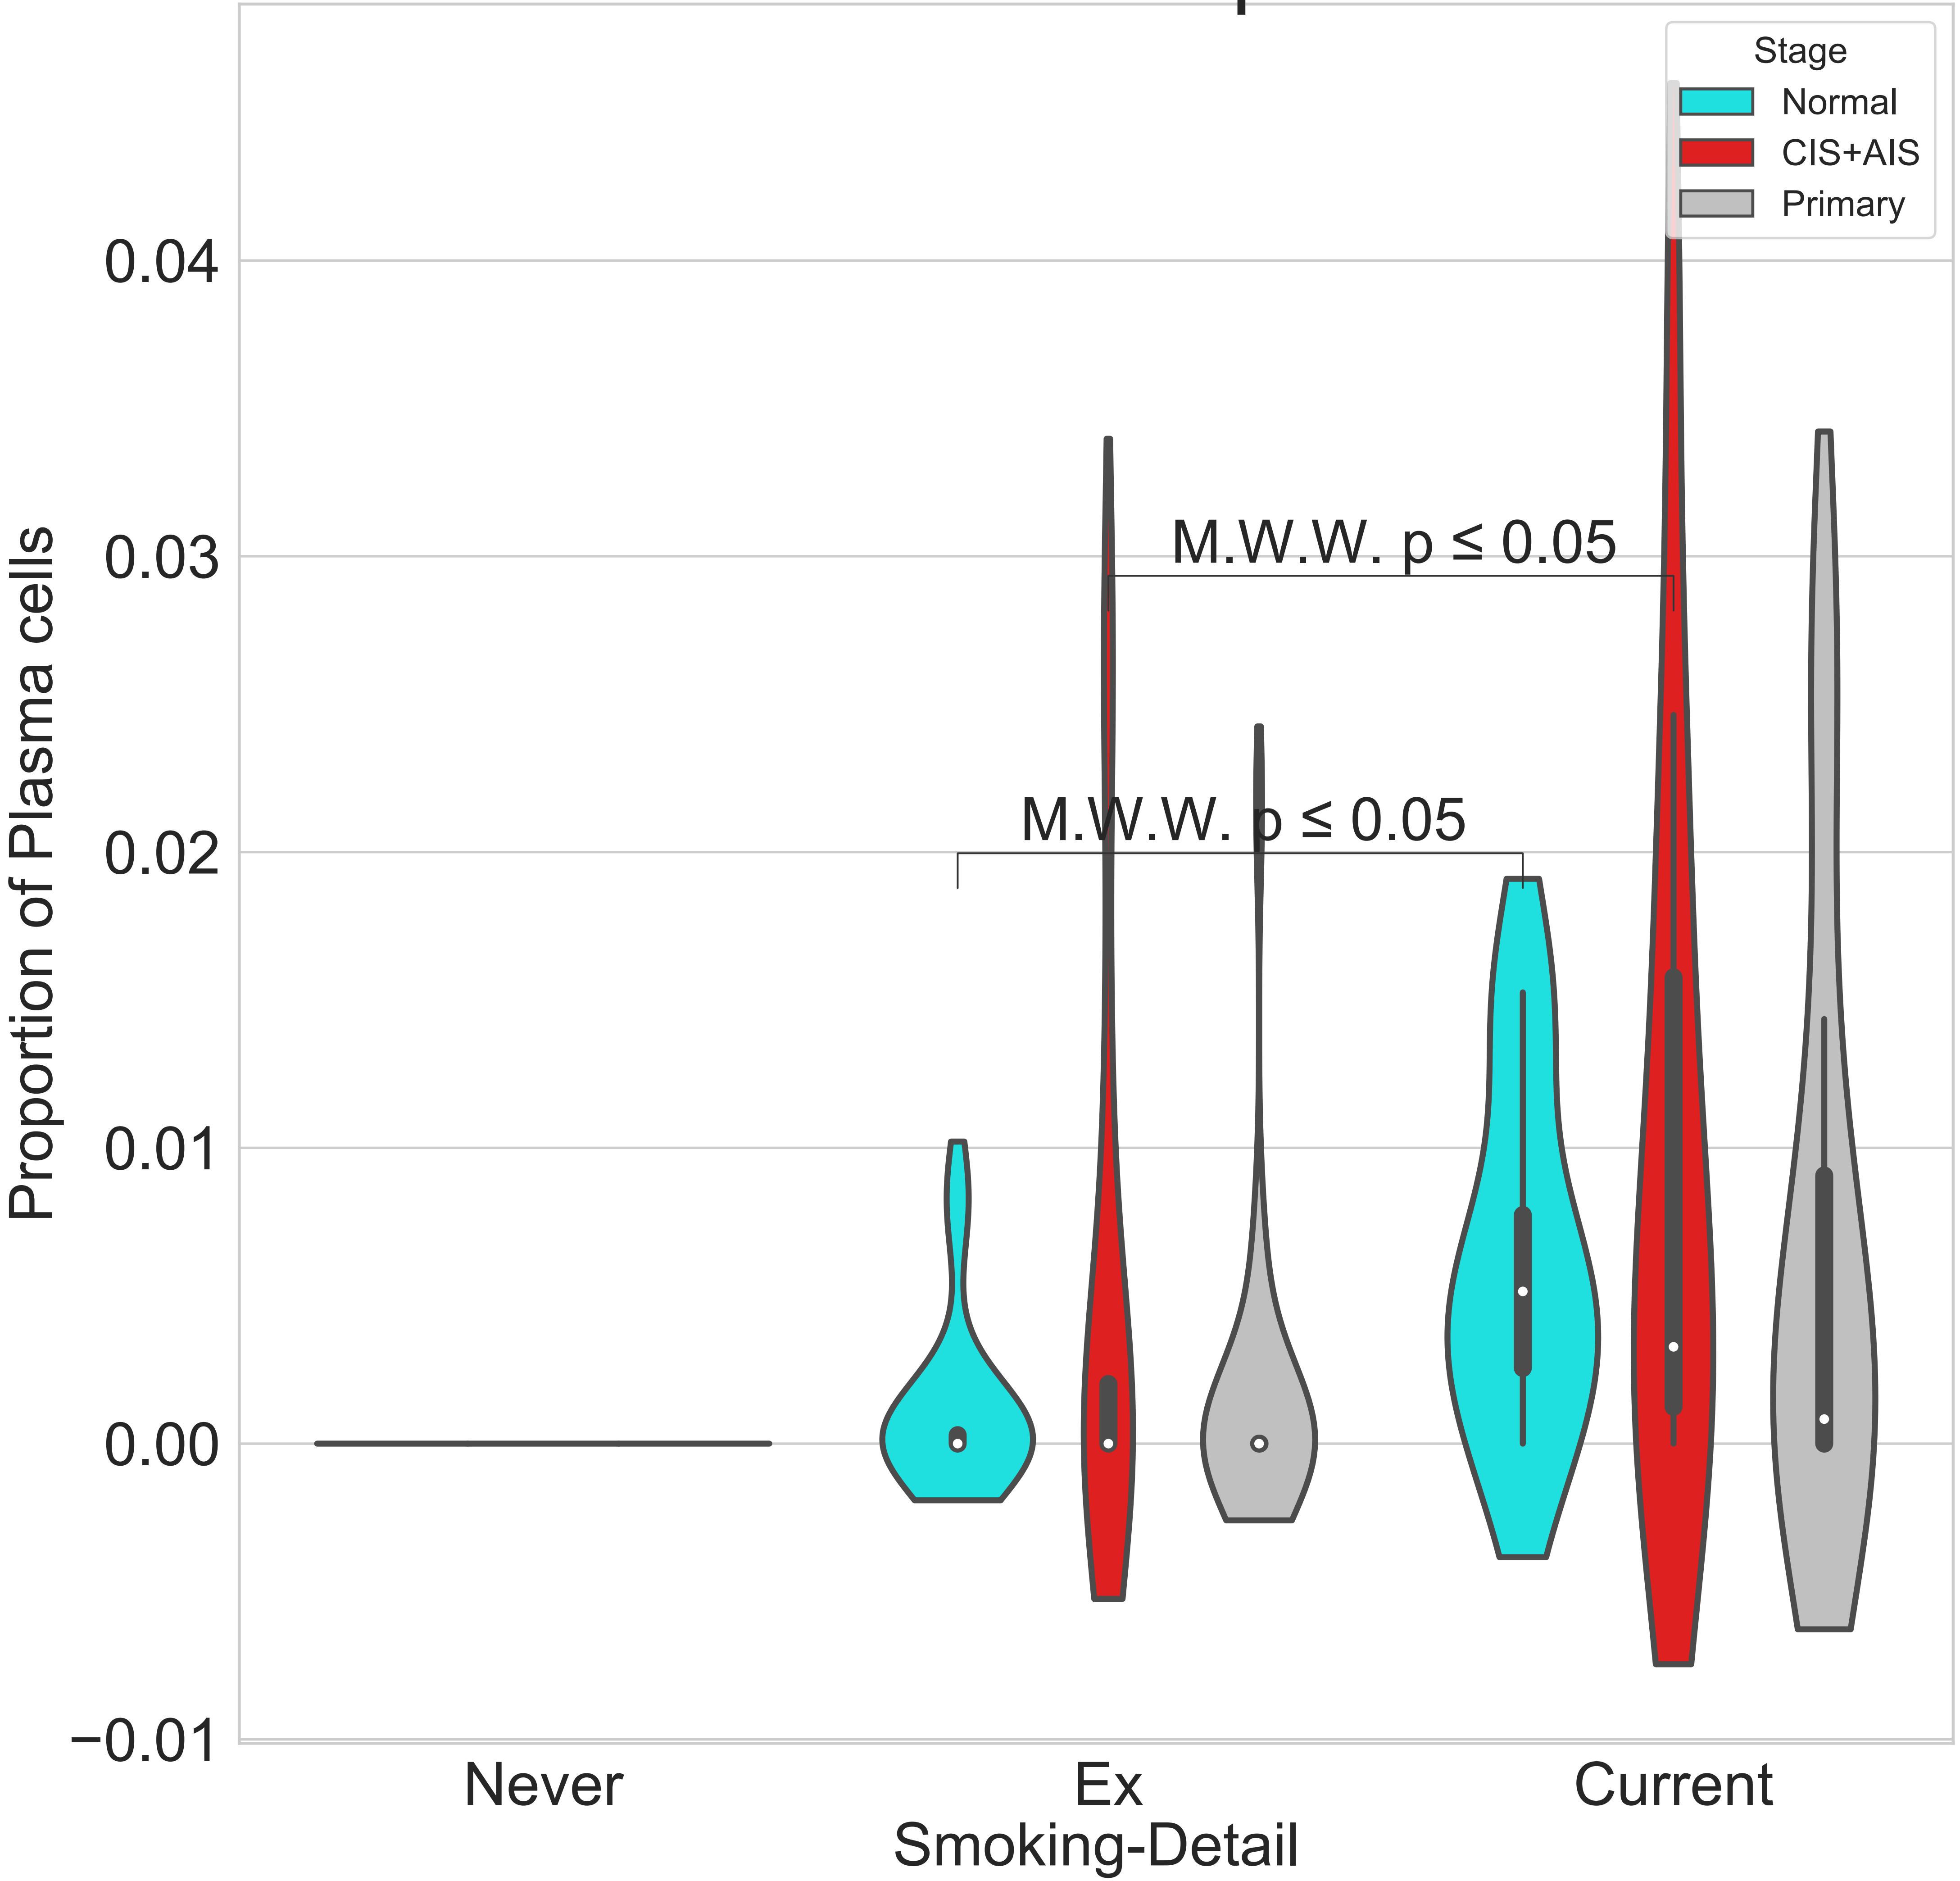 Stage
Normal
CIS+AIS
Primary
0.04
0.03
0.02
0.01
0.00
−0.01
Proportion of Plasma cells
M.W.W. p ≤ 0.05
M.W.W. p ≤ 0.05
Never
Ex
Current
Smoking-Detail